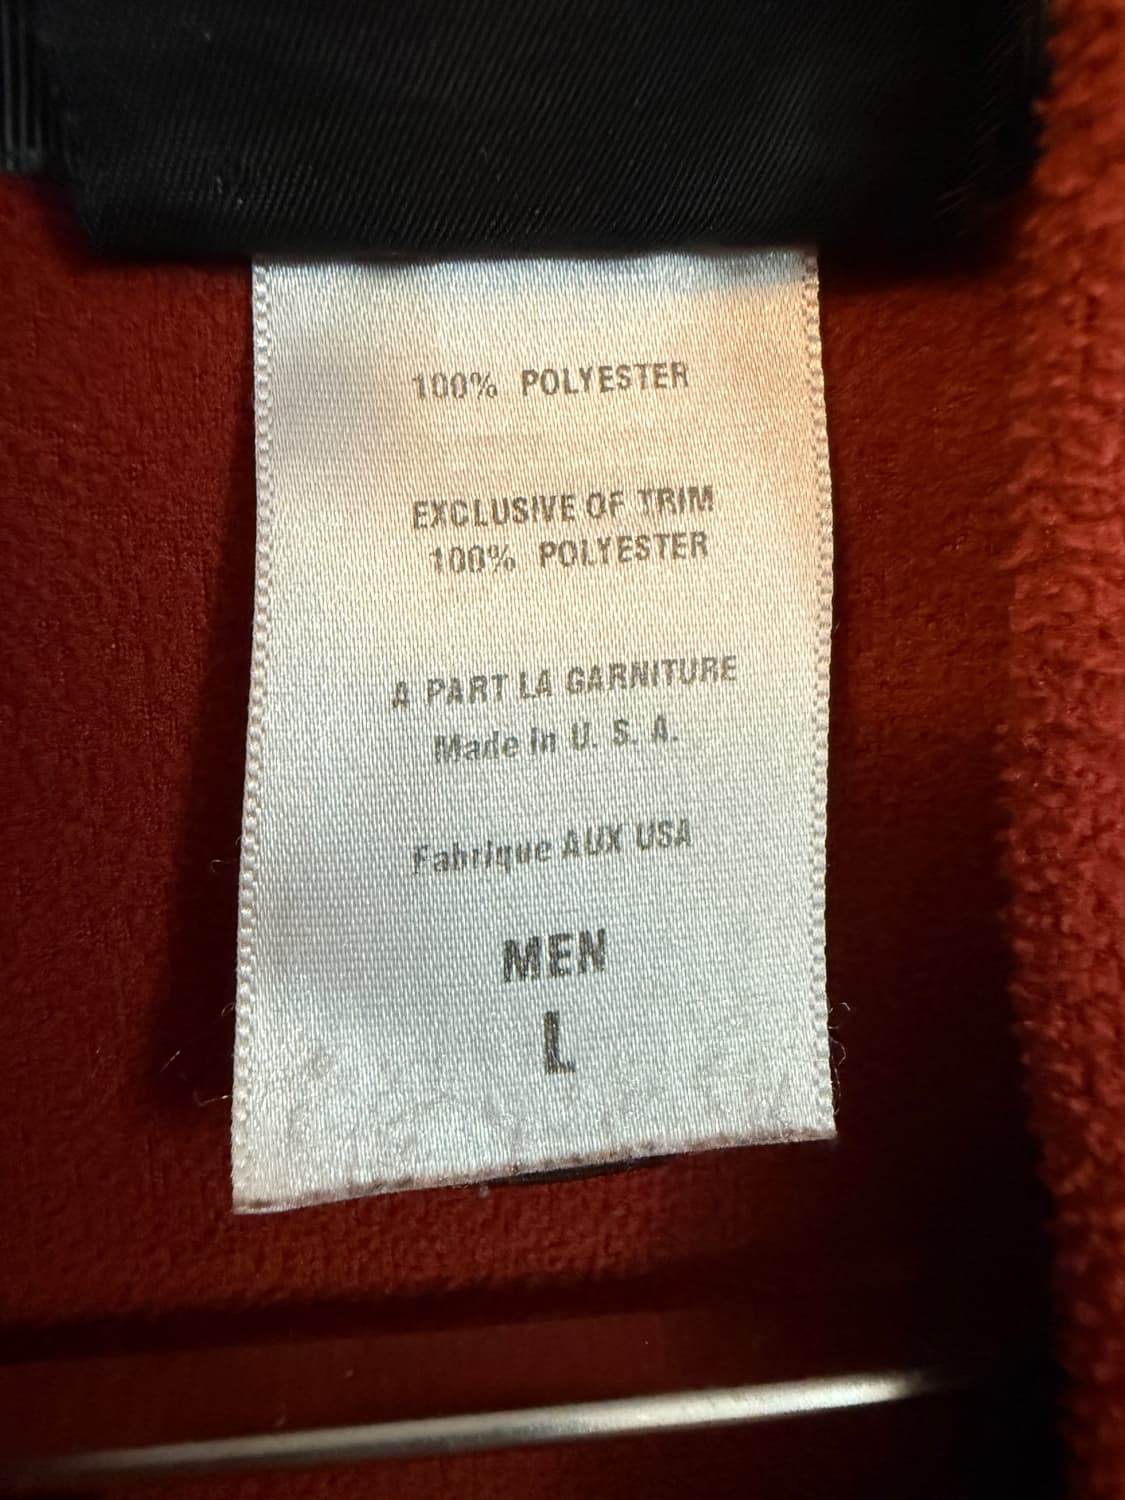 100% POLYESTER
EXCLUSIVE OF TRIM
100% POLYESTER
A PART LA GARNITURE
Made in U. S. A.
Fabrique AUX USA
MEN
L